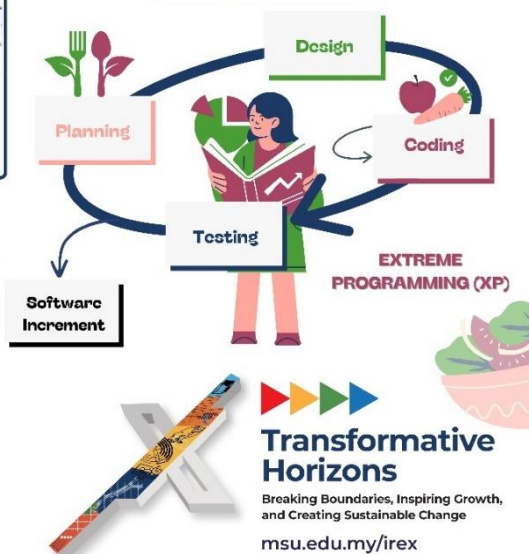 Design
Planning
Coding
Testing
EXTREME
PROGRAMMING (XP)
Software
Increment
Transformative
Horizons
Breaking Boundaries, Inspiring Growth,
and Creating Sustainable Change
msu.edu.my/irex